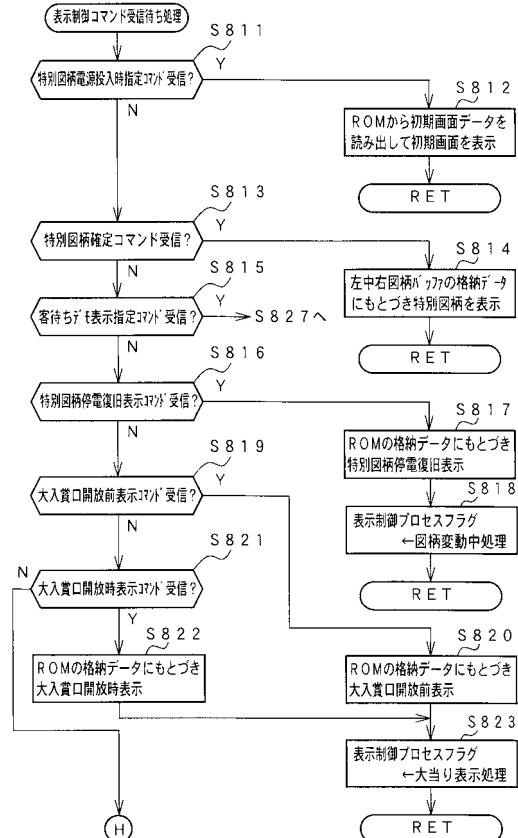 表示制御コマンド受信待ち処理
S811
特別図柄電源投入時指定コマンド受信?
Y
N
S812
ROMから初期画面データを
読み出して初期画面を表示
RET
S813
特別図柄確定コマンド受信?
Y
N
S814
左中右図柄バッファの格納データ
にもとづき特別図柄を表示
RET
S815
客待ちデモ表示指定コマンド受信?
Y
S827へ
N
S816
特別図柄停電復旧表示コマンド受信?
Y
N
S817
ROMの格納データにもとづき
特別図柄停電復旧表示
S818
表示制御プロセスフラグ
←図柄変動中処理
RET
S819
大入賞口開放前表示コマンド受信?
Y
N
S821
大入賞口開放時表示コマンド受信?
N
Y
S822
ROMの格納データにもとづき
大入賞口開放時表示
S820
ROMの格納データにもとづき
大入賞口開放前表示
S823
表示制御プロセスフラグ
←大当り表示処理
H
RET